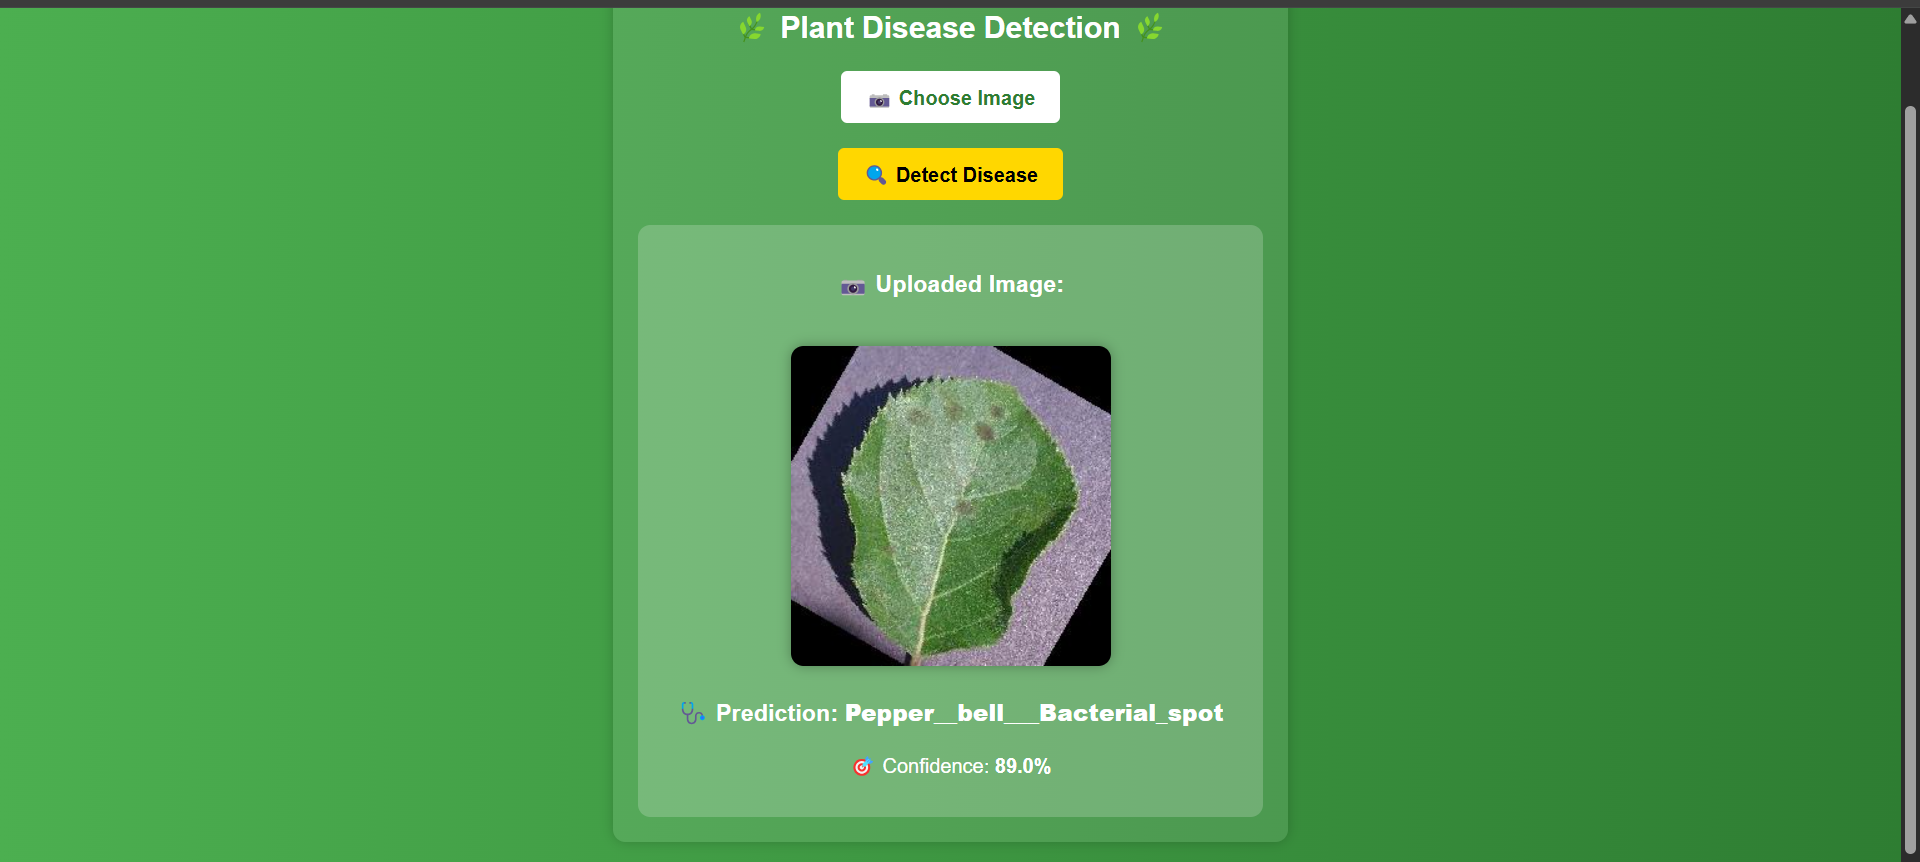 🌿 Plant Disease Detection 🌿
📷 Choose Image
🔍 Detect Disease
📷 Uploaded Image:
🩺 Prediction: Pepper__bell___Bacterial_spot
🎯 Confidence: 89.0%